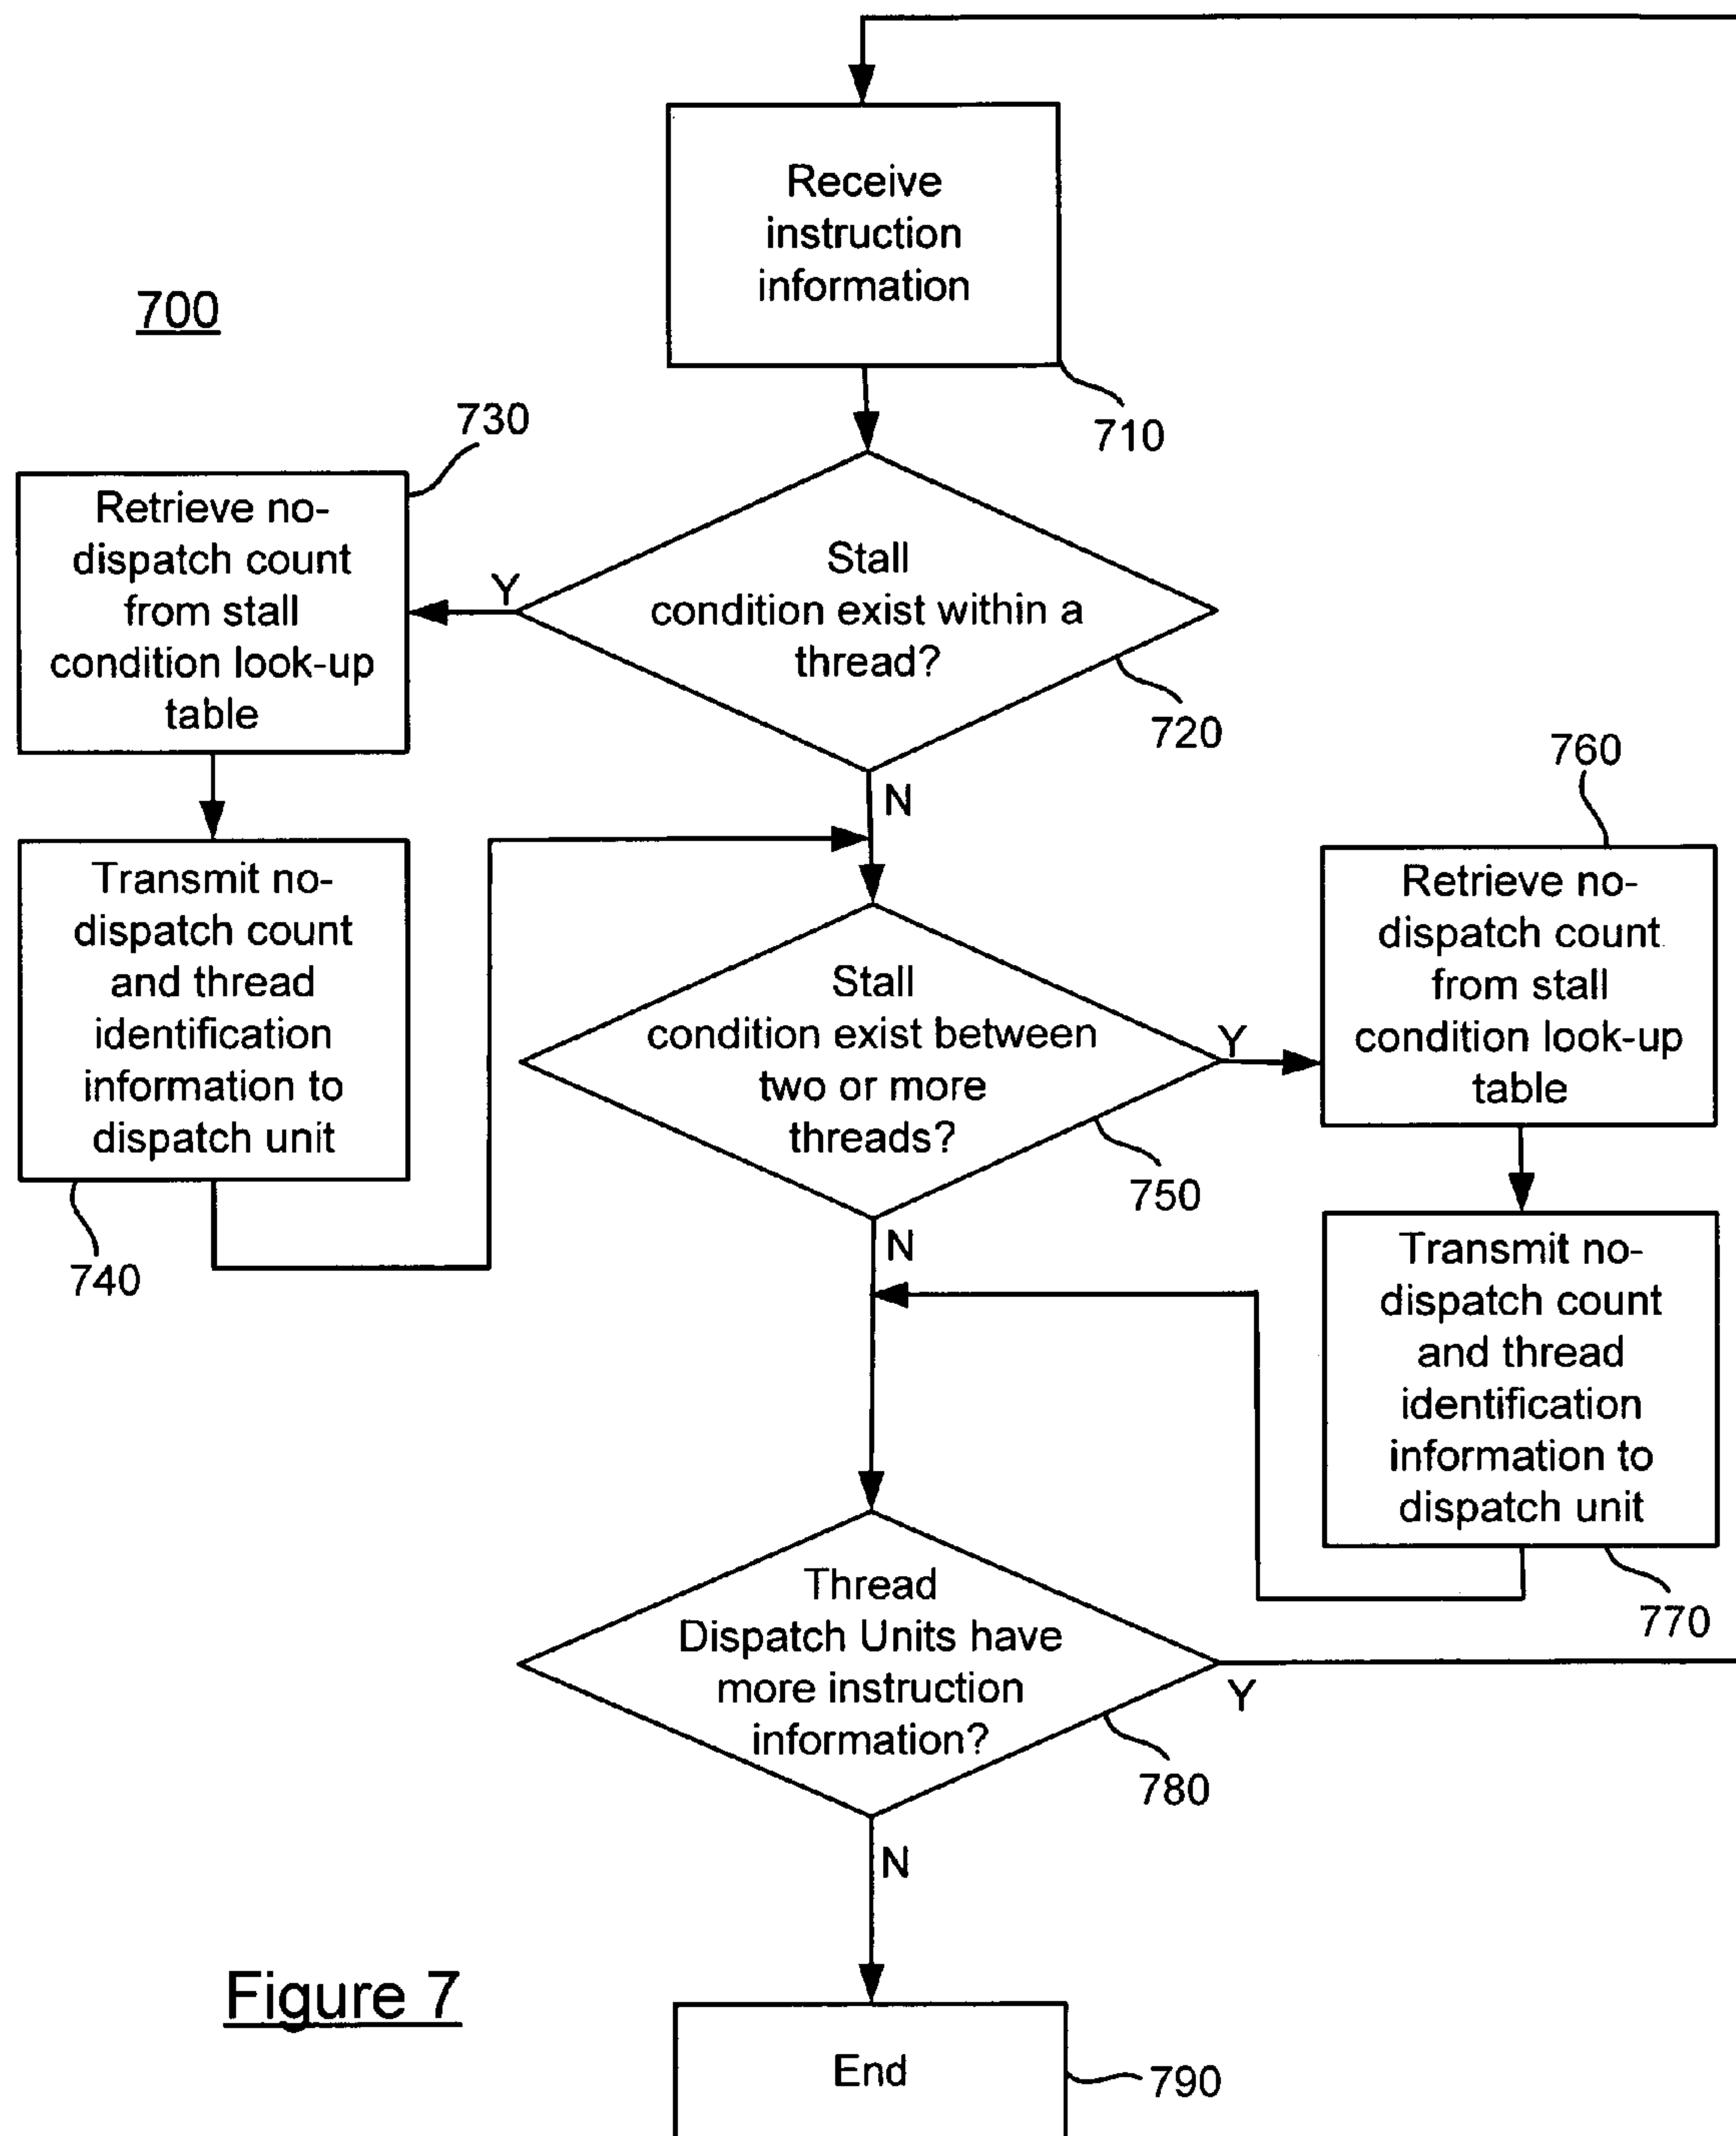 Receive
instruction
information
700
710
730
Retrieve no-
dispatch count
from stall
condition look-up
table
Y
Stall
condition exist within a
thread?
720
N
760
Transmit no-
dispatch count
and thread
identification
information to
dispatch unit
740
Stall
condition exist between
two or more
threads?
Y
750
N
Retrieve no-
dispatch count
from stall
condition look-up
table
Transmit no-
dispatch count
and thread
identification
information to
dispatch unit
770
Thread
Dispatch Units have
more instruction
information?
Y
780
N
Figure 7
End
790